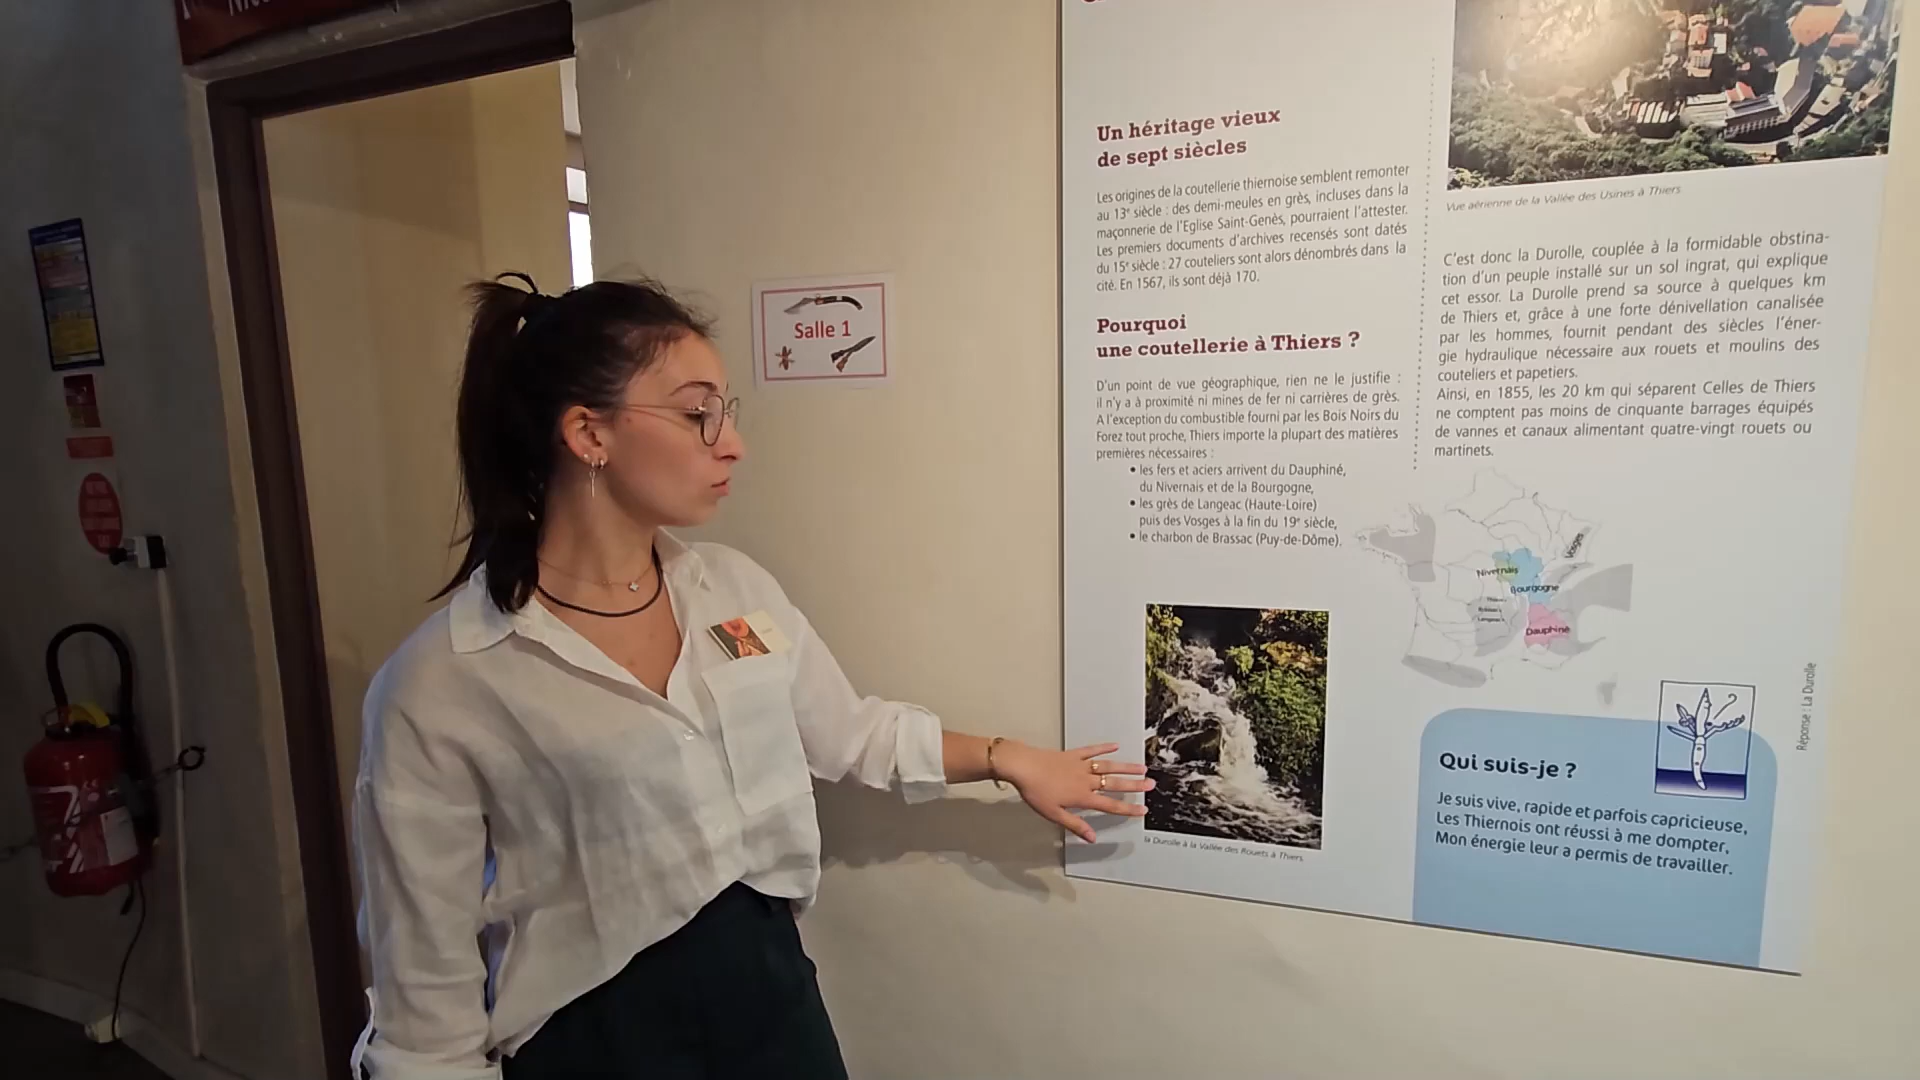 Salle 1
Un héritage vieux
de sept siècles
Les origines de la coutellerie thiernoise semblent remonter
au 13e siècle : des demi-meules en grès, incluses dans la
maçonnerie de l'Eglise Saint-Genès, pourraient l'attester.
Les premiers documents d'archives recensés sont datés
du 15e siècle : 27 couteliers sont alors dénombrés dans la
cité. En 1567, ils sont déjà 170.
Pourquoi
une coutellerie à Thiers ?
D'un point de vue géographique, rien ne le justifie :
il n'y a à proximité ni mines de fer ni carrières de grès.
A l'exception du combustible fourni par les Bois Noirs du
Forez tout proche, Thiers importe la plupart des matières
premières nécessaires :
• les fers et aciers arrivent du Dauphiné,
du Nivernais et de la Bourgogne,
• les grès de Langeac (Haute-Loire)
puis des Vosges à la fin du 19e siècle,
• le charbon de Brassac (Puy-de-Dôme).
la Durolle à la Vallée des Rouets à Thiers
Vue aérienne de la Vallée des Usines à Thiers
C'est donc la Durolle, couplée à la formidable obstina-
tion d'un peuple installé sur un sol ingrat, qui explique
cet essor. La Durolle prend sa source à quelques km
de Thiers et, grâce à une forte dénivellation canalisée
par les hommes, fournit pendant des siècles l'éner-
gie hydraulique nécessaire aux rouets et moulins des
couteliers et papetiers.
Ainsi, en 1855, les 20 km qui séparent Celles de Thiers
ne comptent pas moins de cinquante barrages équipés
de vannes et canaux alimentant quatre-vingt rouets ou
martinets.
Vosges
Nivernais
Bourgogne
Dauphiné
Qui suis-je ?
Je suis vive, rapide et parfois capricieuse,
Les Thiernois ont réussi à me dompter,
Mon énergie leur a permis de travailler.
Réponse : La Durolle